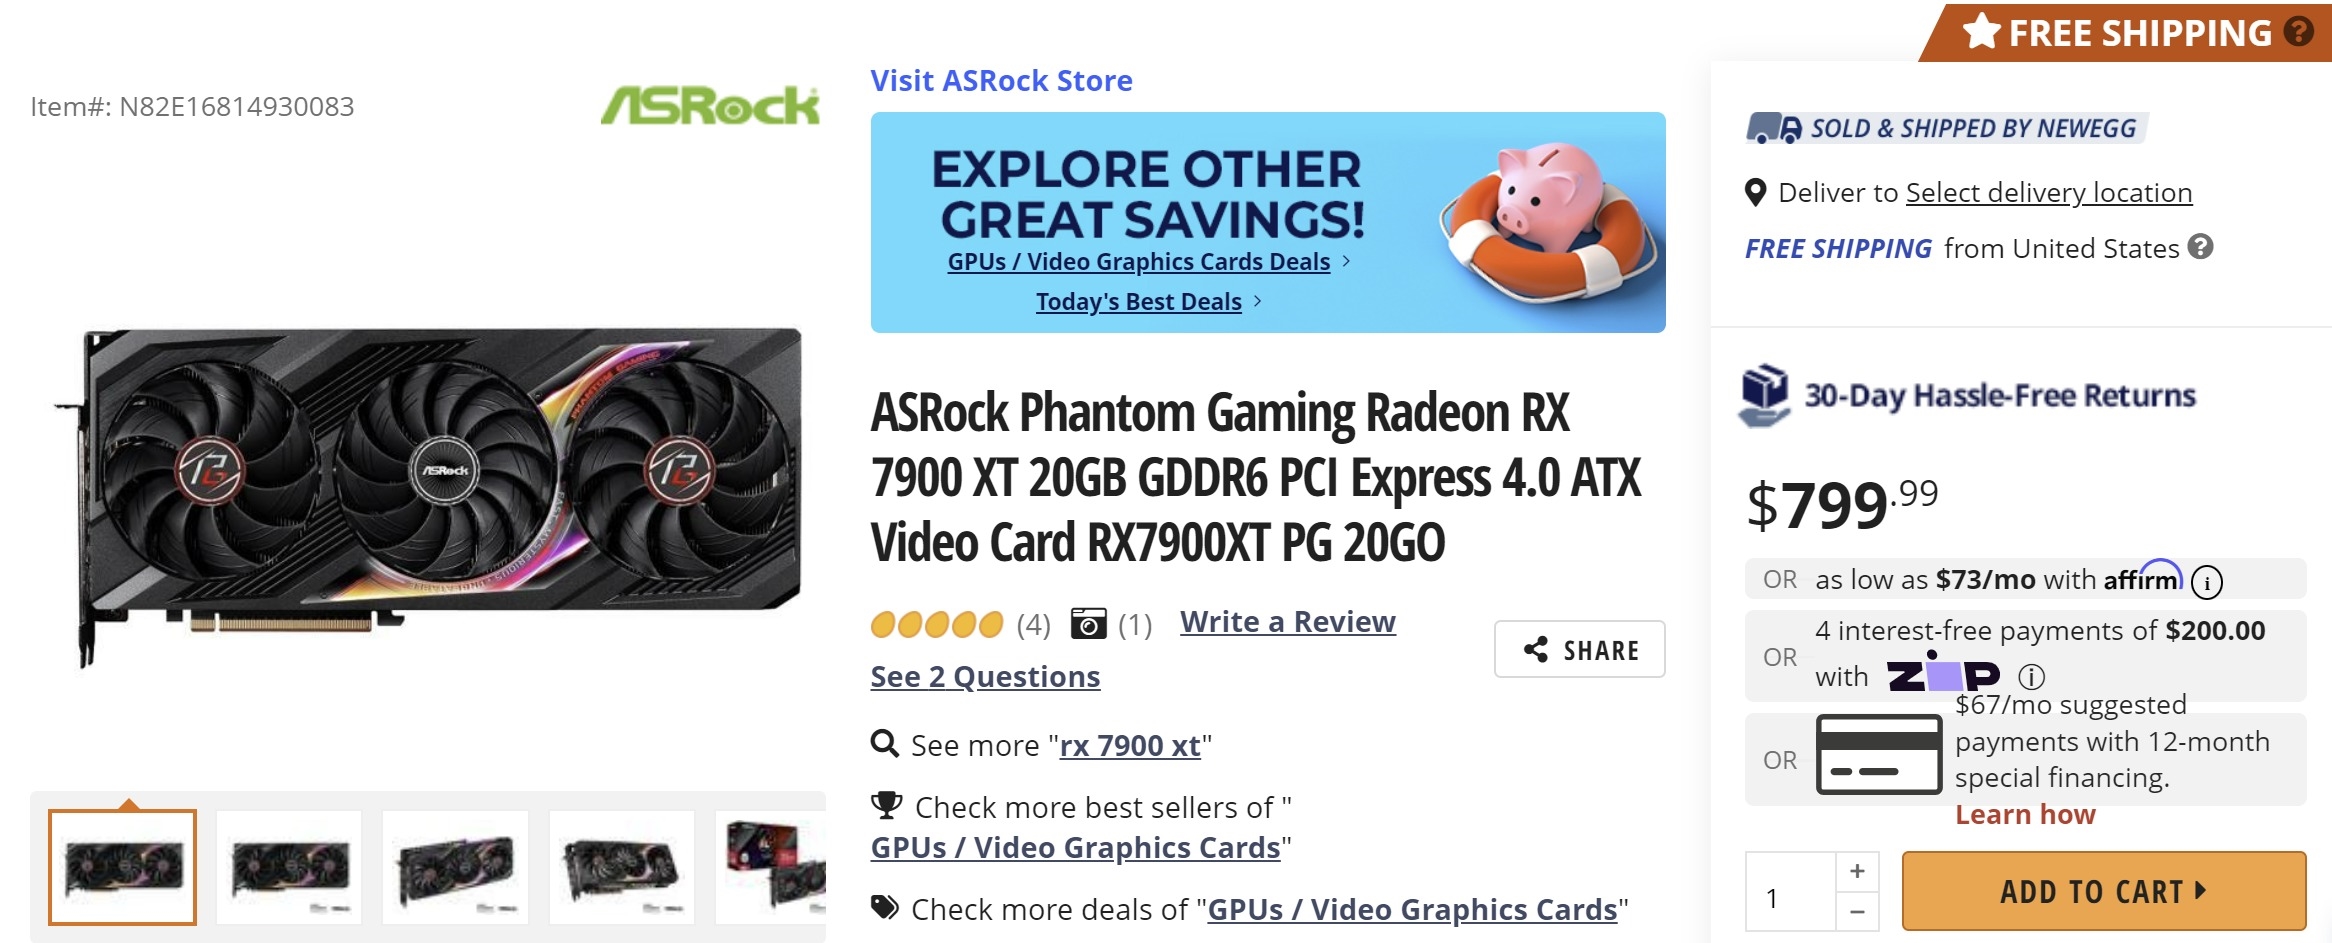 FREE SHIPPING ?
Item#: N82E16814930083
ASRock
Visit ASRock Store
EXPLORE OTHER
GREAT SAVINGS!
GPUs / Video Graphics Cards Deals
Today's Best Deals
PHANTOM GAMING
ASRock
ASRock Phantom Gaming Radeon RX
7900 XT 20GB GDDR6 PCI Express 4.0 ATX
Video Card RX7900XT PG 20GO
(4) (1) Write a Review
SHARE
See 2 Questions
See more "rx 7900 xt"
Check more best sellers of "
GPUs / Video Graphics Cards"
Check more deals of "GPUs / Video Graphics Cards"
SOLD & SHIPPED BY NEWEGG
Deliver to Select delivery location
FREE SHIPPING from United States ?
30-Day Hassle-Free Returns
$799.99
OR as low as $73/mo with affirm i
4 interest-free payments of $200.00
OR
with ZIP i
$67/mo suggested
payments with 12-month
OR
special financing.
Learn how
1 + −
ADD TO CART